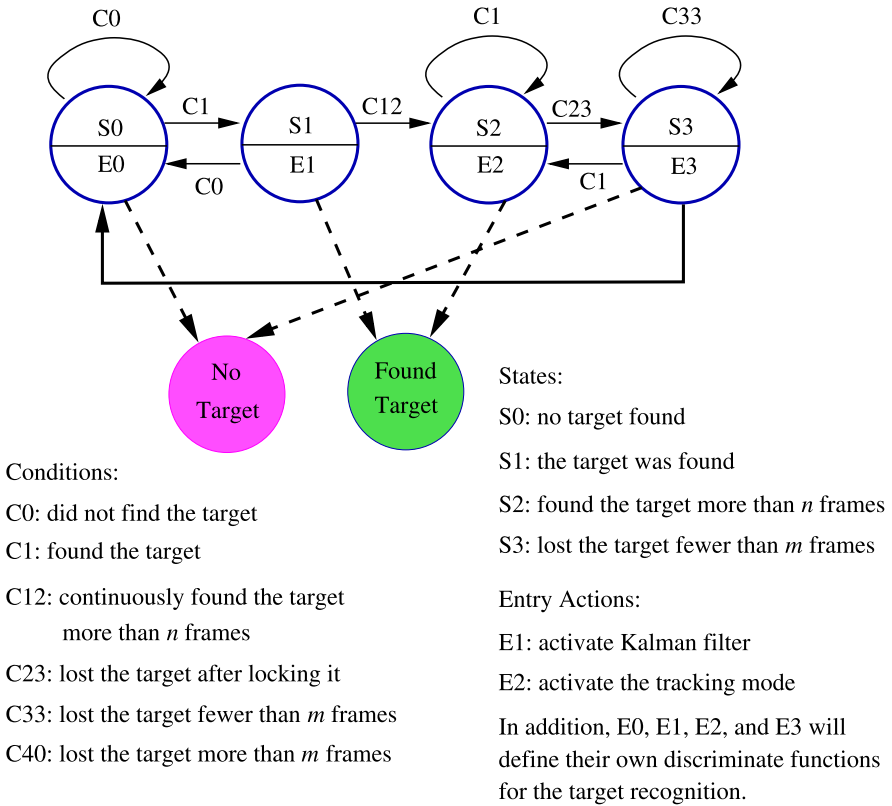 C0
C1
C33
C1
C12
C23
S0
S1
S2
S3
E0
E1
E2
E3
C0
C1
No
Target
Found
Target
States:
S0: no target found
S1: the target was found
S2: found the target more than n frames
S3: lost the target fewer than m frames
Conditions:
C0: did not find the target
C1: found the target
C12: continuously found the target
more than n frames
C23: lost the target after locking it
C33: lost the target fewer than m frames
C40: lost the target more than m frames
Entry Actions:
E1: activate Kalman filter
E2: activate the tracking mode
In addition, E0, E1, E2, and E3 will
define their own discriminate functions
for the target recognition.